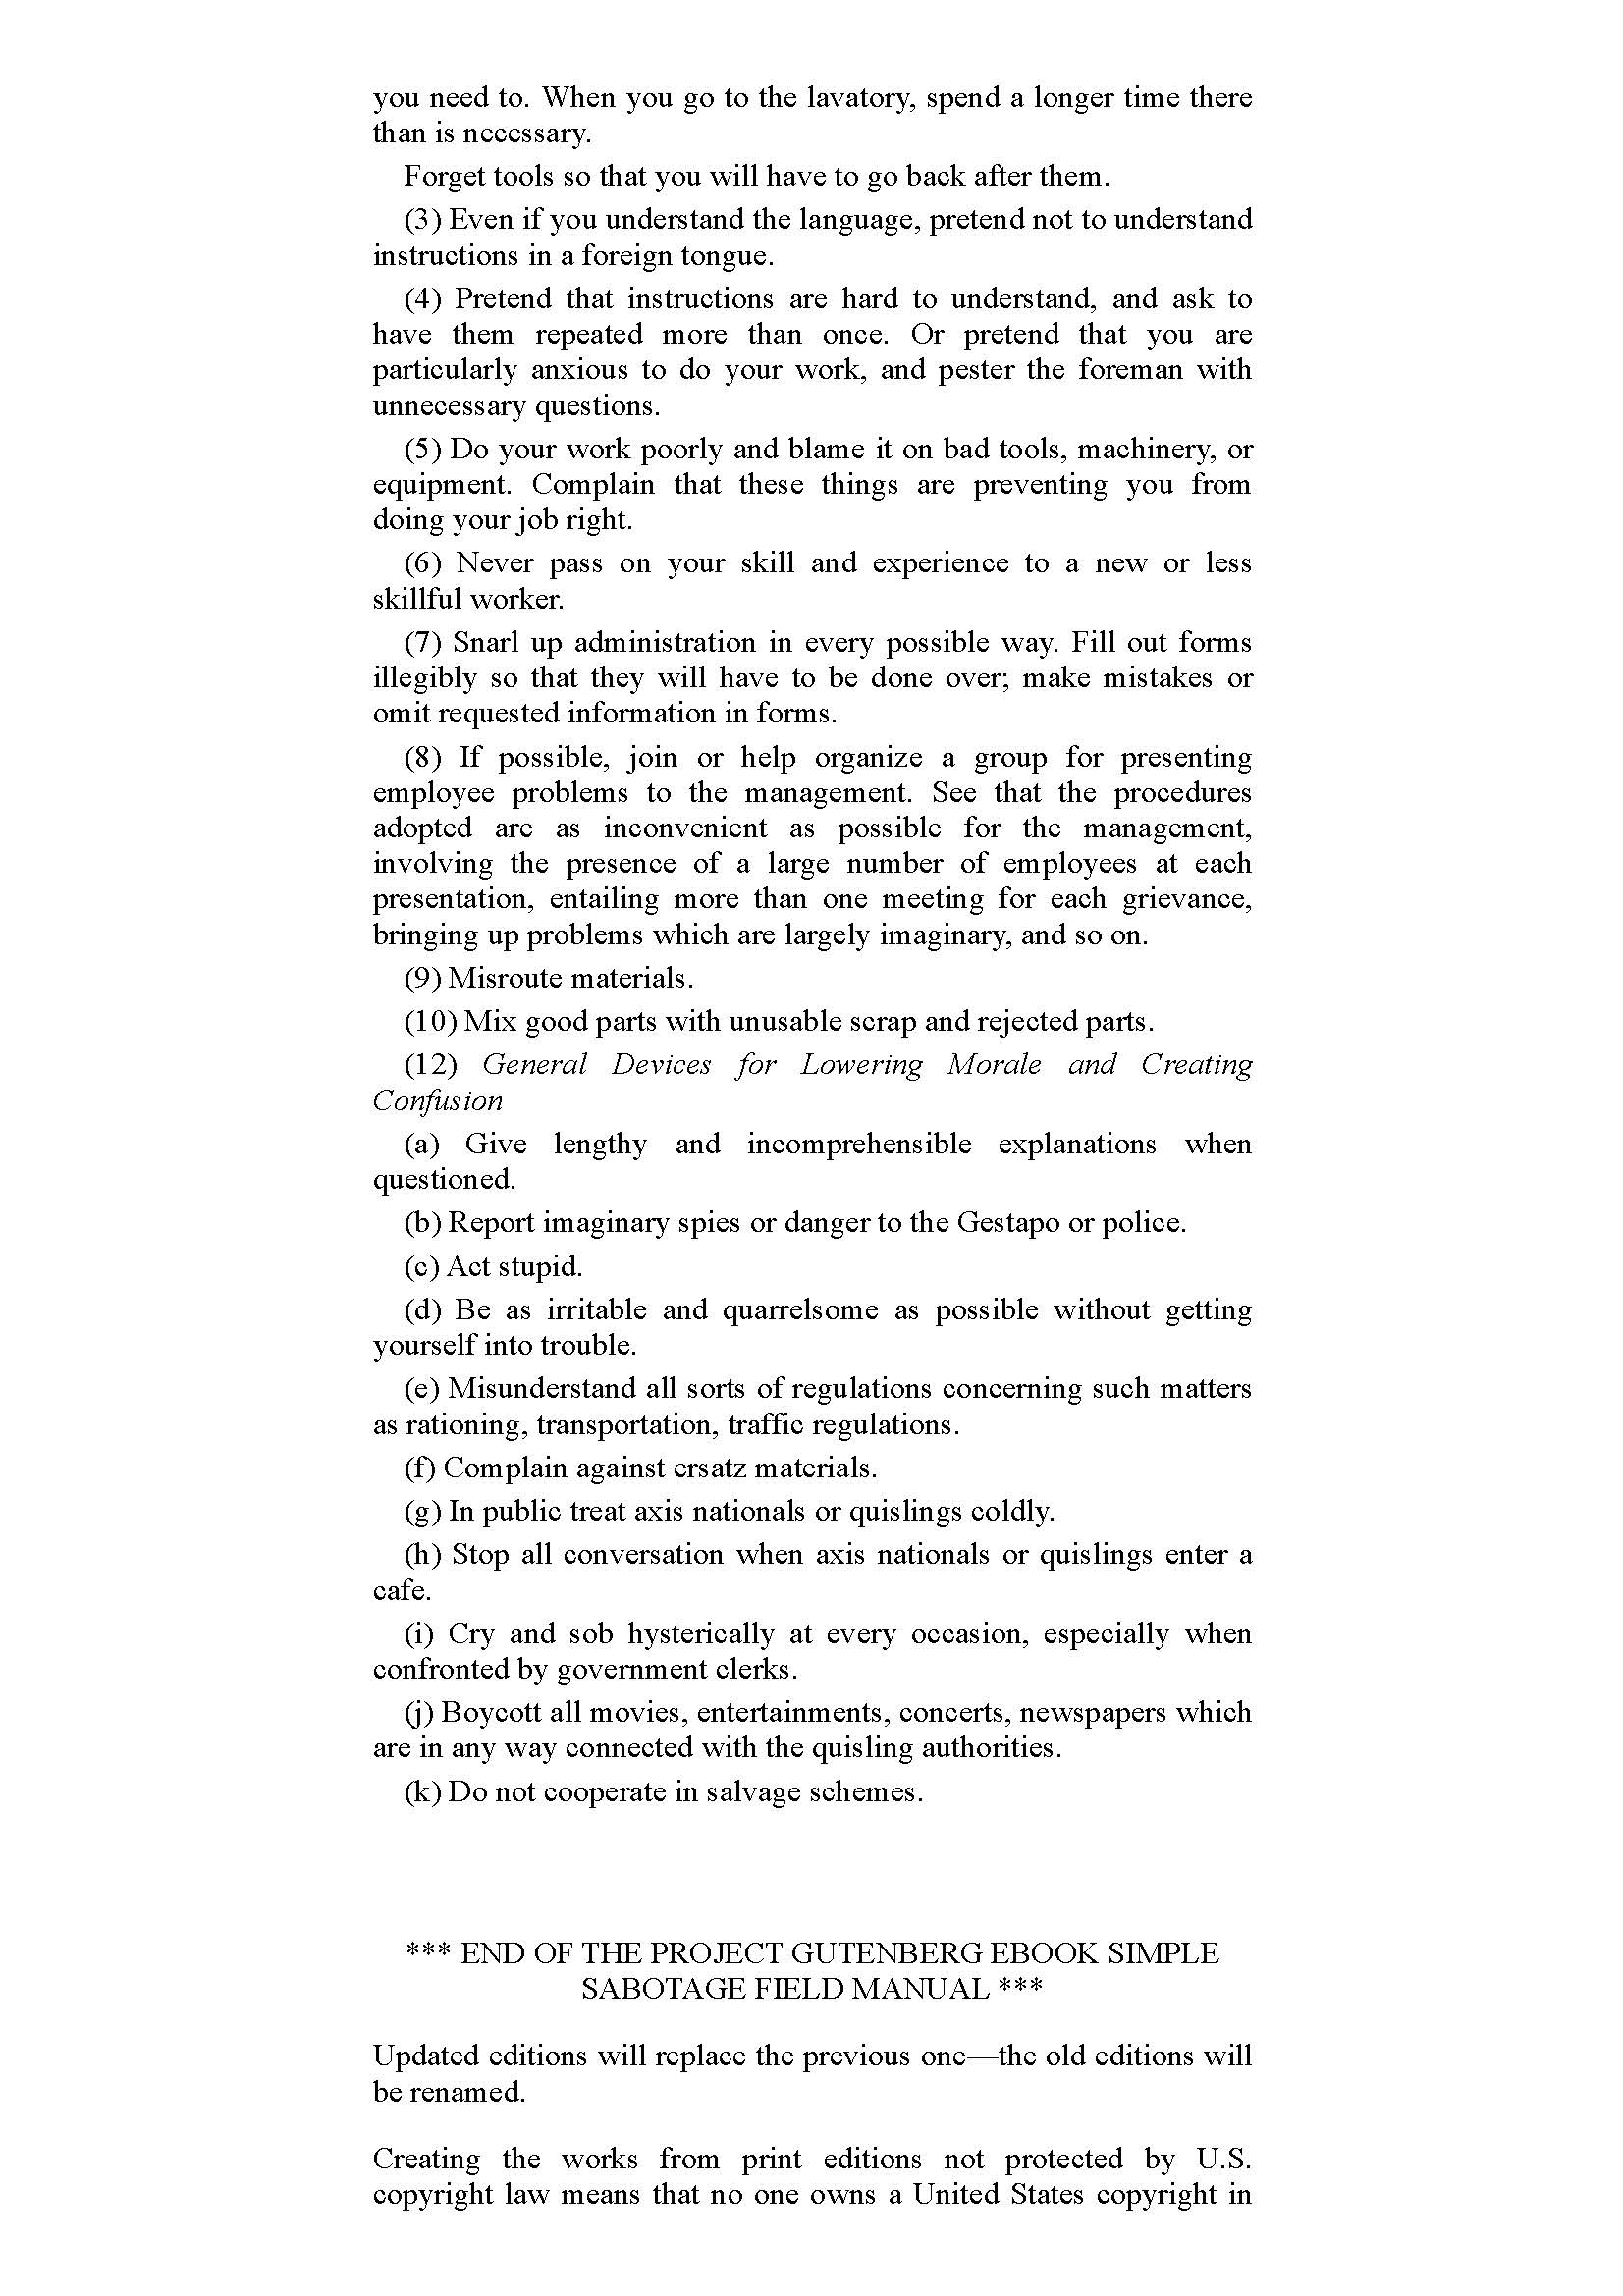 you need to. When you go to the lavatory, spend a longer time there
than is necessary.
Forget tools so that you will have to go back after them.
(3) Even if you understand the language, pretend not to understand
instructions in a foreign tongue.
(4) Pretend that instructions are hard to understand, and ask to
have them repeated more than once. Or pretend that you are
particularly anxious to do your work, and pester the foreman with
unnecessary questions.
(5) Do your work poorly and blame it on bad tools, machinery, or
equipment. Complain that these things are preventing you from
doing your job right.
(6) Never pass on your skill and experience to a new or less
skillful worker.
(7) Snarl up administration in every possible way. Fill out forms
illegibly so that they will have to be done over; make mistakes or
omit requested information in forms.
(8) If possible, join or help organize a group for presenting
employee problems to the management. See that the procedures
adopted are as inconvenient as possible for the management,
involving the presence of a large number of employees at each
presentation, entailing more than one meeting for each grievance,
bringing up problems which are largely imaginary, and so on.
(9) Misroute materials.
(10) Mix good parts with unusable scrap and rejected parts.
(12) General Devices for Lowering Morale and Creating
Confusion
(a) Give lengthy and incomprehensible explanations when
questioned.
(b) Report imaginary spies or danger to the Gestapo or police.
(c) Act stupid.
(d) Be as irritable and quarrelsome as possible without getting
yourself into trouble.
(e) Misunderstand all sorts of regulations concerning such matters
as rationing, transportation, traffic regulations.
(f) Complain against ersatz materials.
(g) In public treat axis nationals or quislings coldly.
(h) Stop all conversation when axis nationals or quislings enter a
cafe.
(i) Cry and sob hysterically at every occasion, especially when
confronted by government clerks.
(j) Boycott all movies, entertainments, concerts, newspapers which
are in any way connected with the quisling authorities.
(k) Do not cooperate in salvage schemes.
*** END OF THE PROJECT GUTENBERG EBOOK SIMPLE
SABOTAGE FIELD MANUAL ***
Updated editions will replace the previous one—the old editions will
be renamed.
Creating the works from print editions not protected by U.S.
copyright law means that no one owns a United States copyright in